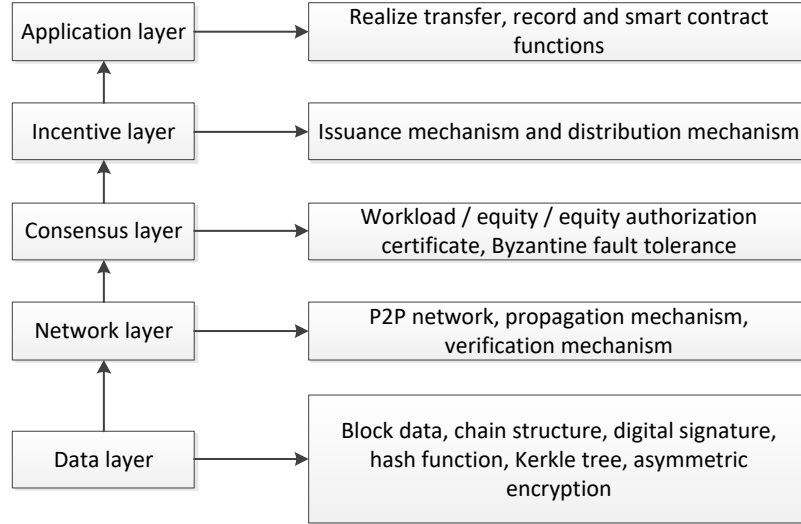 Application layer
Realize transfer, record and smart contract
functions
Incentive layer
Issuance mechanism and distribution mechanism
Consensus layer
Workload / equity / equity authorization
certificate, Byzantine fault tolerance
Network layer
P2P network, propagation mechanism,
verification mechanism
Data layer
Block data, chain structure, digital signature,
hash function, Kerkle tree, asymmetric
encryption